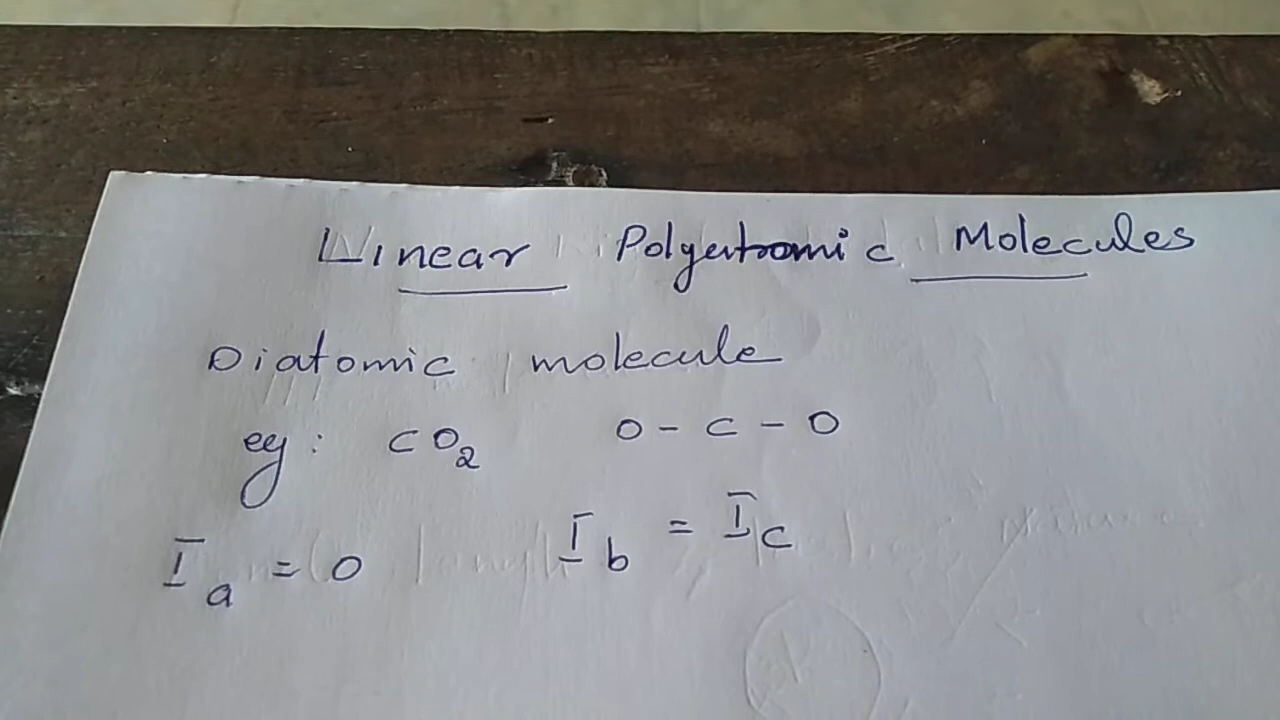 Linear Polyatomic Molecules
Diatomic molecule
eg: CO2 O-C-O
Ia = 0 Ib = Ic